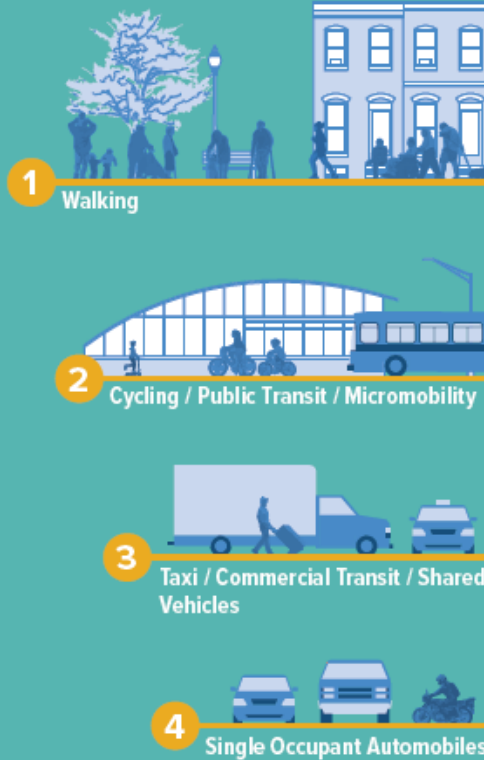 1
Walking
2
Cycling / Public Transit / Micromobility
3
Taxi / Commercial Transit / Shared
Vehicles
4
Single Occupant Automobiles